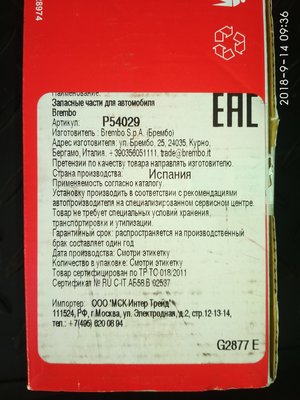 28974
Наименование:
Запасные части для автомобиля
Brembo
Артикул: P54029
Изготовитель : Brembo S.p.A. (Брембо)
Адрес изготовителя: ул. Брембо, 25, 24035, Курно,
Бергамо, Италия. +390356051111, trade@brembo.it
Претензии по качеству товара направлять изготовителю.
Страна производства: Испания
Применяемость согласно каталогу
Установку производить в соответствии с рекомендациями
автопроизводителя на специализированном сервисном центре.
Товар не требует специальных условий хранения,
транспортировки и утилизации.
Гарантийный срок: распространяется на производственный
брак составляет один год
Дата производства: Смотри этикетку
Количество в упаковке: Смотри этикетку
Товар сертифицирован по ТР ТС 018/2011
Сертификат № RU C-IT.АБ58.В.02537
Импортер: ООО "МСК Интер Трейд"
111524, РФ, г.Москва, ул. Электродная, д.2, стр.12-13-14,
тел.: +7(495) 620 08 94
ЕАС
G2877 E
2018-9-14 09:36